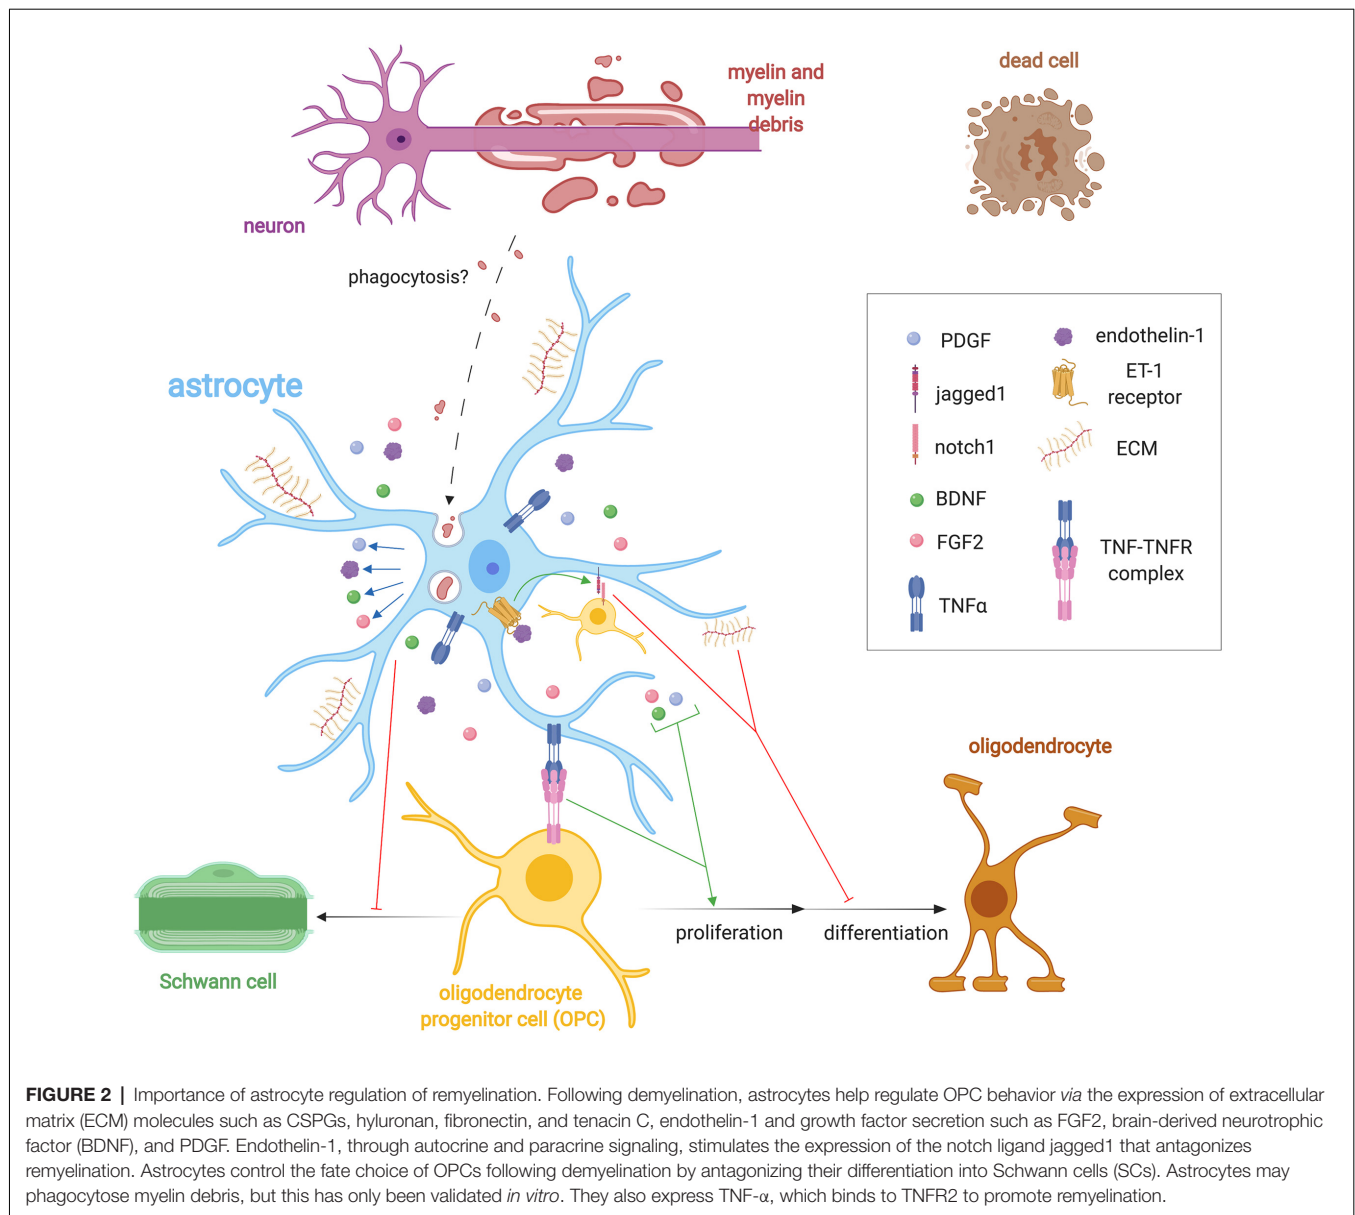 myelin and
myelin
debris
dead cell
neuron
phagocytosis?
astrocyte
PDGF
endothelin-1
jagged1
ET-1
receptor
notch1
ECM
BDNF
FGF2
TNFα
TNF-TNFR
complex
oligodendrocyte
proliferation
differentiation
Schwann cell
oligodendrocyte
progenitor cell (OPC)
FIGURE 2 | Importance of astrocyte regulation of remyelination. Following demyelination, astrocytes help regulate OPC behavior via the expression of extracellular
matrix (ECM) molecules such as CSPGs, hyluronan, fibronectin, and tenacin C, endothelin-1 and growth factor secretion such as FGF2, brain-derived neurotrophic
factor (BDNF), and PDGF. Endothelin-1, through autocrine and paracrine signaling, stimulates the expression of the notch ligand jagged1 that antagonizes
remyelination. Astrocytes control the fate choice of OPCs following demyelination by antagonizing their differentiation into Schwann cells (SCs). Astrocytes may
phagocytose myelin debris, but this has only been validated in vitro. They also express TNF-α, which binds to TNFR2 to promote remyelination.